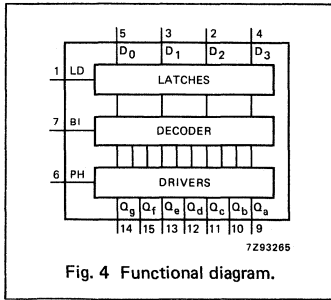 5 3 2 4
D0 D1 D2 D3
1 LD LATCHES
7 BI DECODER
6 PH DRIVERS
Qg Qf Qe Qd Qc Qb Qa
14 15 13 12 11 10 9
7Z93265
Fig. 4 Functional diagram.